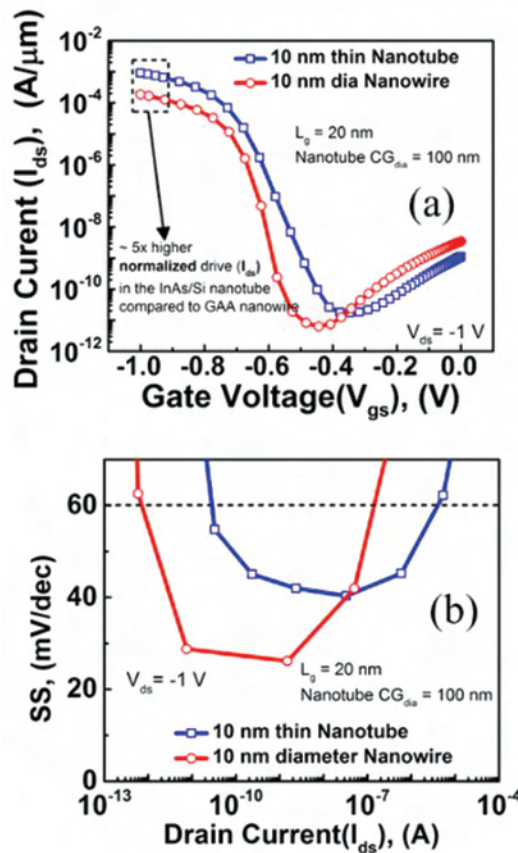 10⁻²
10⁻⁴
10⁻⁶
10⁻⁸
10⁻¹⁰
10⁻¹²
Drain Curent (I_ds), (A/μm)
10 nm thin Nanotube
10 nm dia Nanowire
L_g = 20 nm
Nanotube CG_dia = 100 nm
(a)
~ 5x higher
normalized drive (I_ds)
in the InAs/Si nanotube
compared to GAA nanowire
V_ds= -1 V
-1.0 -0.8 -0.6 -0.4 -0.2 0.0
Gate Voltage(V_gs), (V)
60
40
20
0
SS, (mV/dec)
(b)
V_ds= -1 V
L_g = 20 nm
Nanotube CG_dia = 100 nm
10 nm thin Nanotube
10 nm diameter Nanowire
10⁻¹³ 10⁻¹⁰ 10⁻⁷ 10⁻⁴
Drain Current(I_ds), (A)